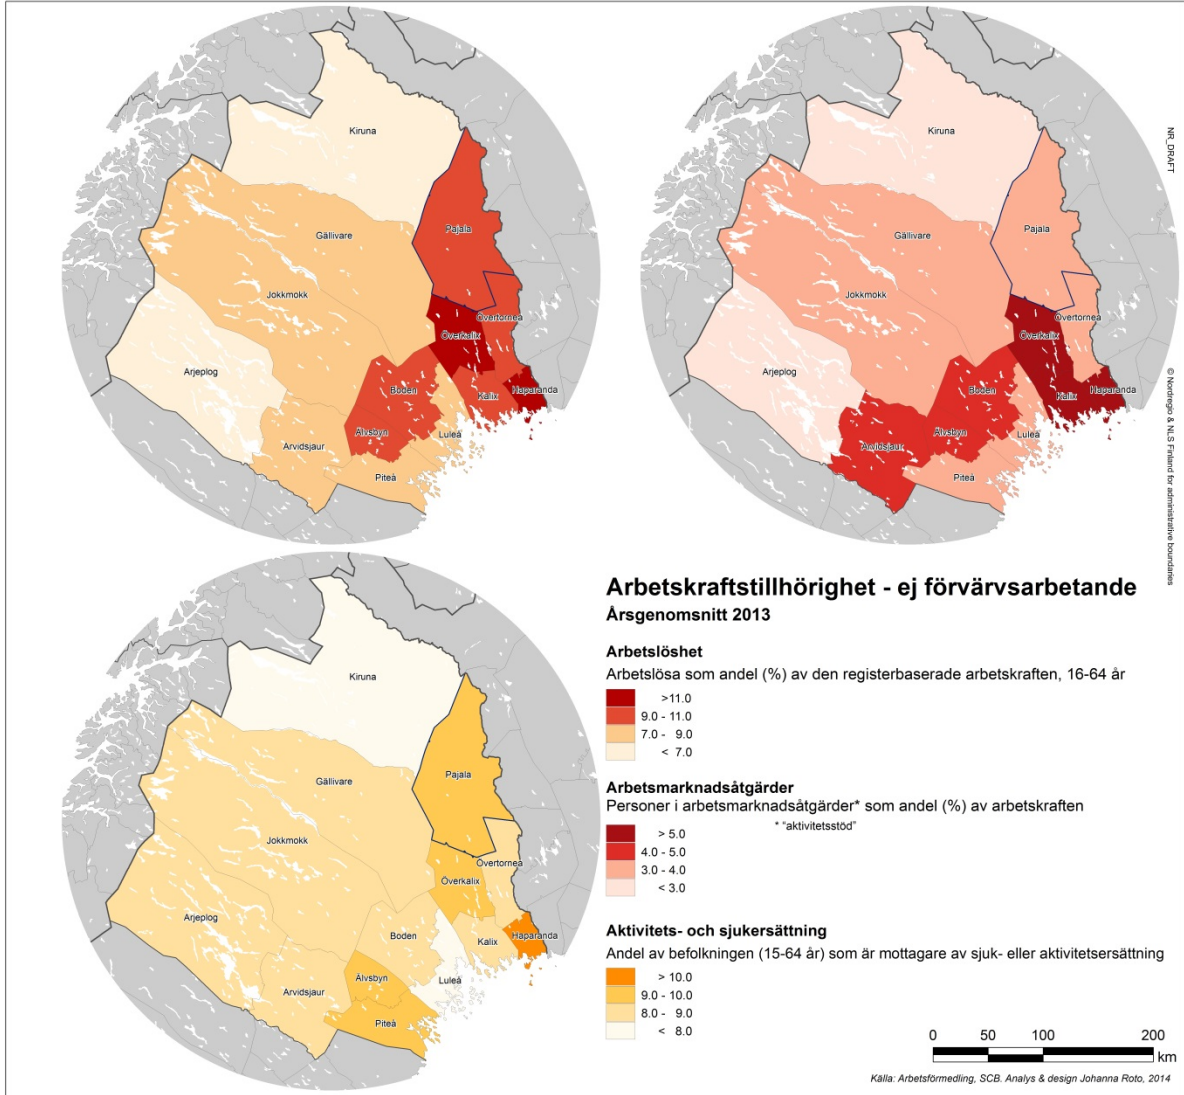 Kiruna
Pajala
Gällivare
Jokkmokk
Övertorneå
Överkalix
Arjeplog
Boden
Kalix
Haparanda
Älvsbyn
Luleå
Arvidsjaur
Piteå
Kiruna
Pajala
Gällivare
Jokkmokk
Övertorneå
Överkalix
Arjeplog
Boden
Kalix
Haparanda
Älvsbyn
Luleå
Arvidsjaur
Piteå
NR_DRAFT
© Nordregio & NLS Finland for administrative boundaries
Kiruna
Pajala
Gällivare
Jokkmokk
Övertorneå
Överkalix
Arjeplog
Boden
Kalix
Haparanda
Älvsbyn
Luleå
Arvidsjaur
Piteå
Arbetskraftstillhörighet - ej förvärvsarbetande
Årsgenomsnitt 2013
Arbetslöshet
Arbetslösa som andel (%) av den registerbaserade arbetskraften, 16-64 år
>11.0
9.0 - 11.0
7.0 - 9.0
< 7.0
Arbetsmarknadsåtgärder
Personer i arbetsmarknadsåtgärder* som andel (%) av arbetskraften
* "aktivitetsstöd"
> 5.0
4.0 - 5.0
3.0 - 4.0
< 3.0
Aktivitets- och sjukersättning
Andel av befolkningen (15-64 år) som är mottagare av sjuk- eller aktivitetsersättning
> 10.0
9.0 - 10.0
8.0 - 9.0
< 8.0
0 50 100 200
km
Källa: Arbetsförmedling, SCB. Analys & design Johanna Roto, 2014